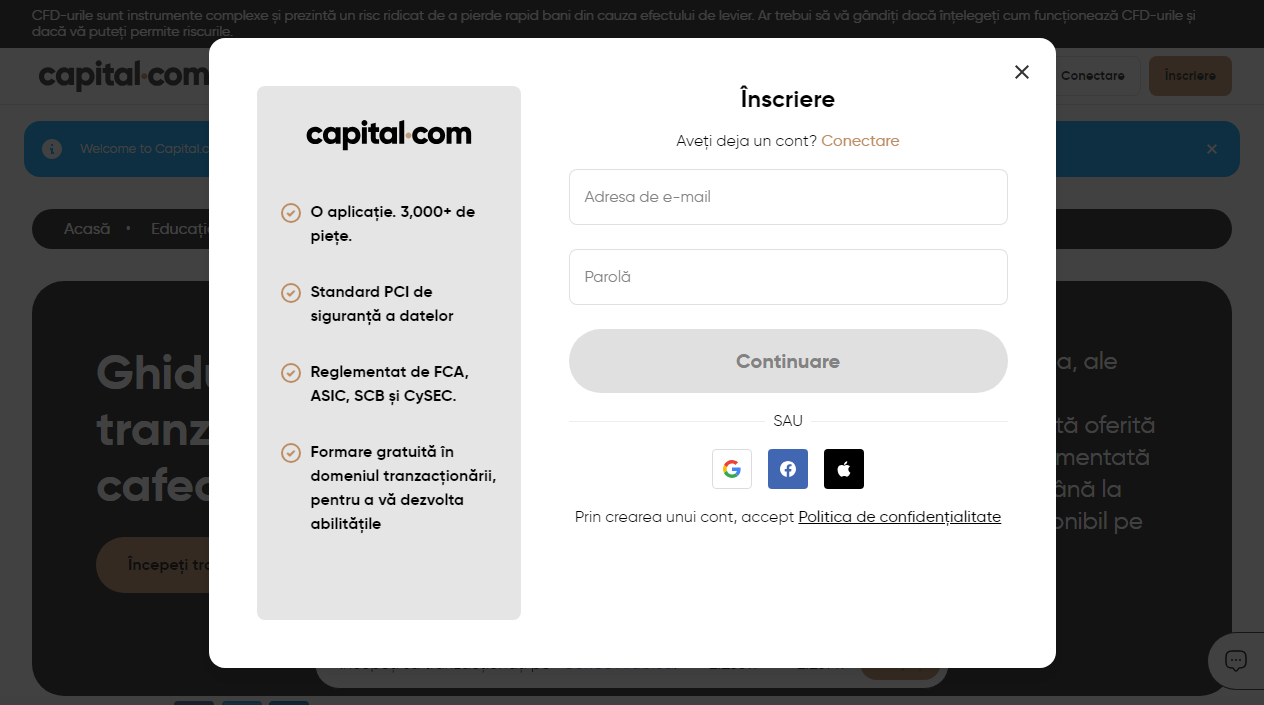 CFD-urile sunt instrumente complexe și prezintă un risc ridicat de a pierde rapid bani din cauza efectului de levier. Ar trebui să vă gândiți dacă înțelegeți cum funcționează CFD-urile și
dacă vă puteți permite riscurile.
capital.com
Conectare
Înscriere
Welcome to Capital.c
Acasă • Educați
Ghidu
tranz
cafea
Începeți tra
capital.com
O aplicație. 3,000+ de
piețe.
Standard PCI de
siguranță a datelor
Reglementat de FCA,
ASIC, SCB și CySEC.
Formare gratuită în
domeniul tranzacționării,
pentru a vă dezvolta
abilitățile
Înscriere
Aveți deja un cont? Conectare
Adresa de e-mail
Parolă
Continuare
SAU
Prin crearea unui cont, accept Politica de confidențialitate
a, ale
tă oferită
mentată
ână la
onibil pe